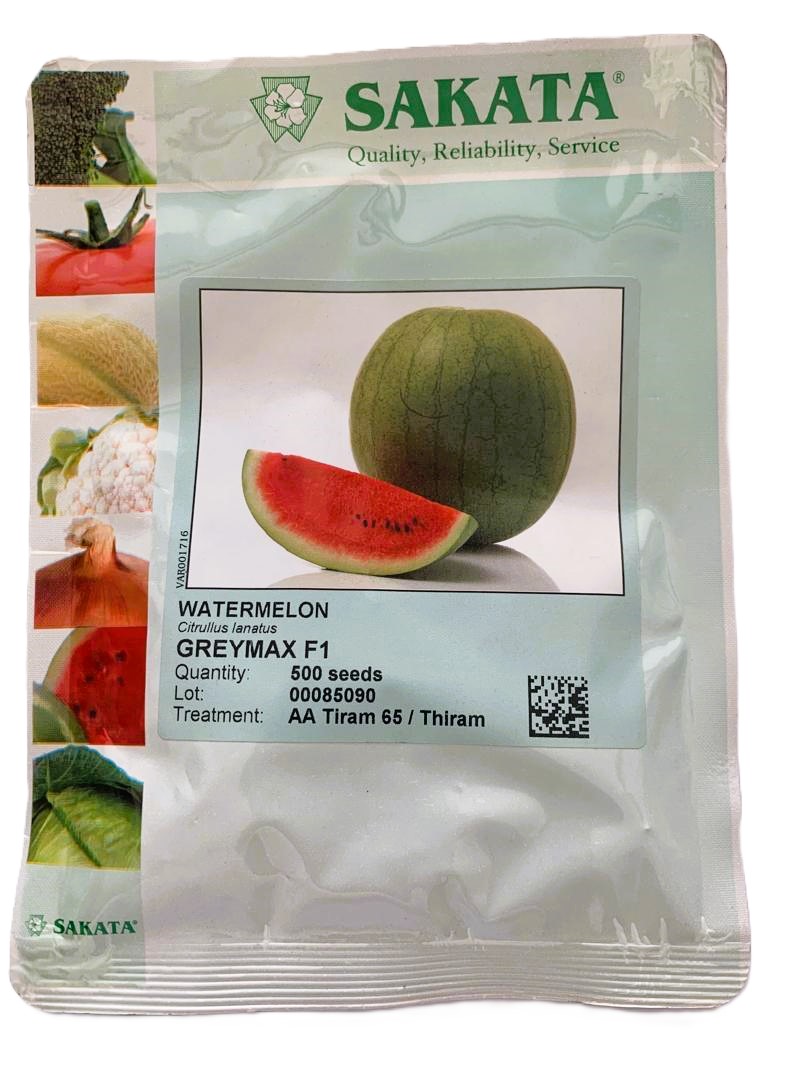 SAKATA®
Quality, Reliability, Service
VAR001716
WATERMELON
Citrullus lanatus
GREYMAX F1
Quantity: 500 seeds
Lot: 00085090
Treatment: AA Tiram 65 / Thiram
SAKATA®